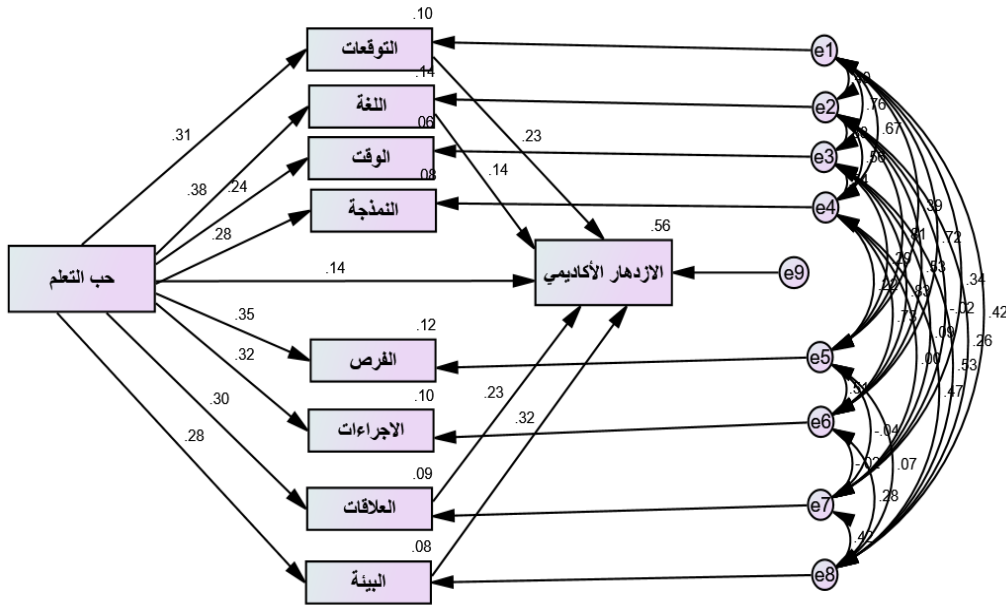 .10
التوقعات
e1
.14
اللغة
e2
.76
.06
.31
.23
.67
الوقت
e3
.38
.24
.14
.08
النمذجة
e4
.28
.56
حب التعلم
.14
الازدهار الأكاديمي
e9
.39
.72
.53
.34
-.02
.42
.09
.26
.53
.47
.73
.00
.35
.12
الفرص
e5
.32
.10
.23
.51
.30
.32
الاجراءات
e6
-.04
.28
.09
-.02
.07
العلاقات
e7
.28
.08
.42
البيئة
e8